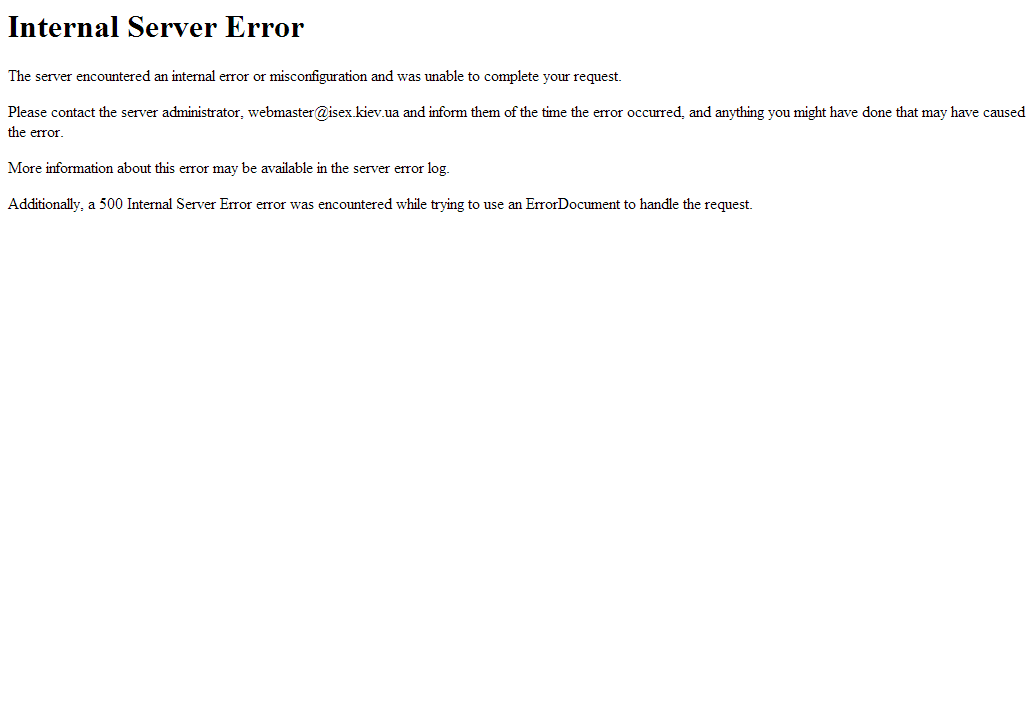 Internal Server Error
The server encountered an internal error or misconfiguration and was unable to complete your request.
Please contact the server administrator, webmaster@isex.kiev.ua and inform them of the time the error occurred, and anything you might have done that may have caused
the error.
More information about this error may be available in the server error log.
Additionally, a 500 Internal Server Error error was encountered while trying to use an ErrorDocument to handle the request.